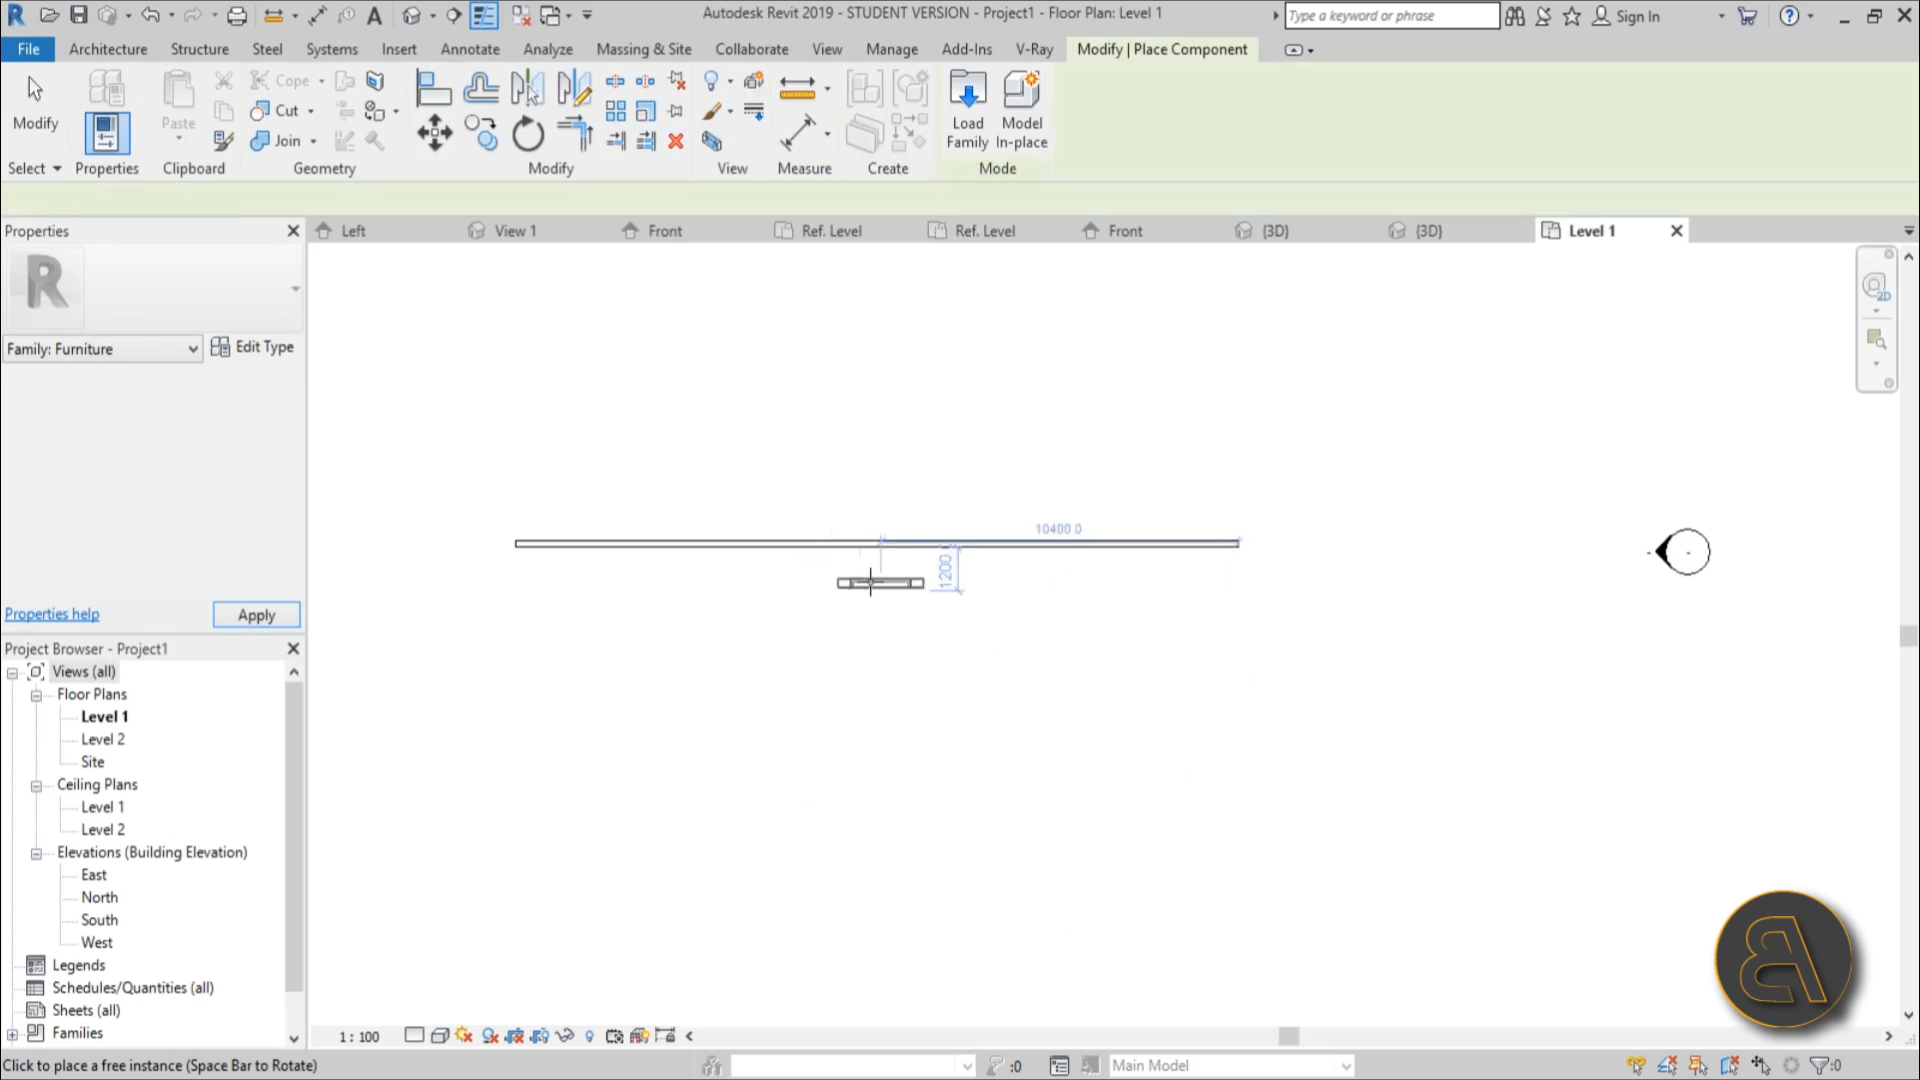 Autodesk Revit 2019 - STUDENT VERSION - Project1 - Floor Plan: Level 1
Type a keyword or phrase
Sign In
File
Architecture
Structure
Steel
Systems
Insert
Annotate
Analyze
Massing & Site
Collaborate
View
Manage
Add-Ins
V-Ray
Modify | Place Component
Modify
Paste
Cope
Cut
Join
Load Family
Model In-place
Select
Properties
Clipboard
Geometry
Modify
View
Measure
Create
Mode
Properties
Left
View 1
Front
Ref. Level
Ref. Level
Front
{3D}
{3D}
Level 1
2D
Family: Furniture
Edit Type
10400.0
1200
Properties help
Apply
Project Browser - Project1
Views (all)
Floor Plans
Level 1
Level 2
Site
Ceiling Plans
Level 1
Level 2
Elevations (Building Elevation)
East
North
South
West
Legends
Schedules/Quantities (all)
Sheets (all)
Families
1 : 100
Click to place a free instance (Space Bar to Rotate)
:0
Main Model
:0